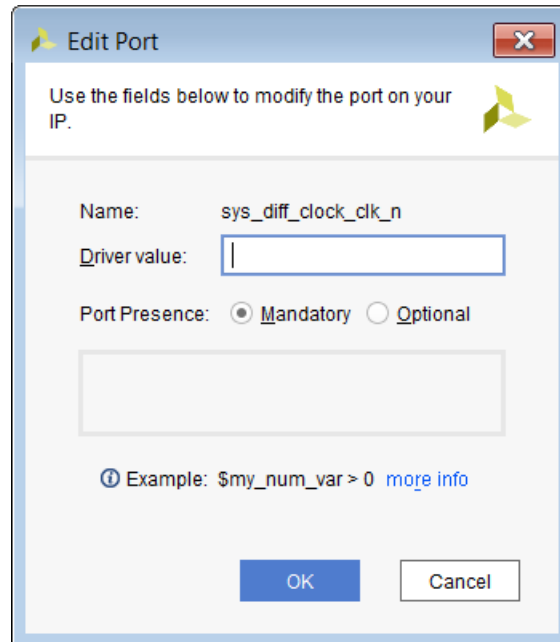 Edit Port
Use the fields below to modify the port on your
IP.
Name: sys_diff_clock_clk_n
Driver value:
Port Presence: Mandatory Optional
Example: $my_num_var > 0 more info
OK Cancel